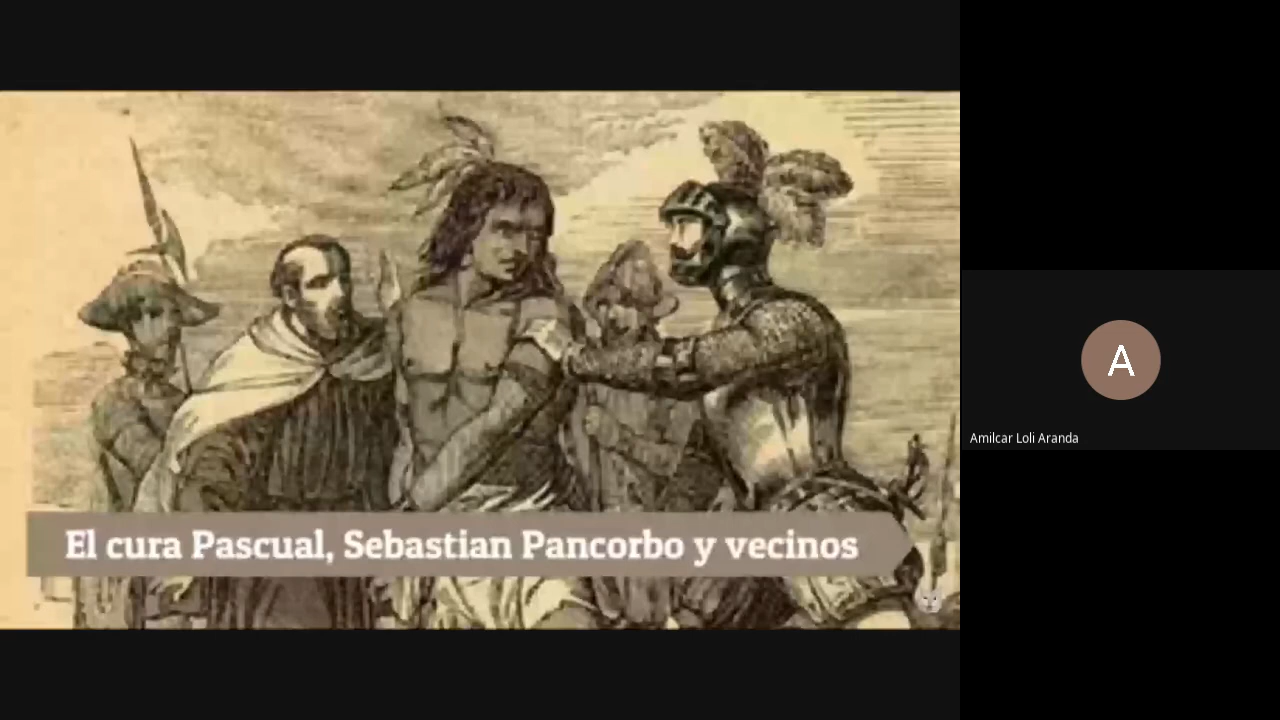 El cura Pascual, Sebastian Pancorbo y vecinos
A
Amilcar Loli Aranda